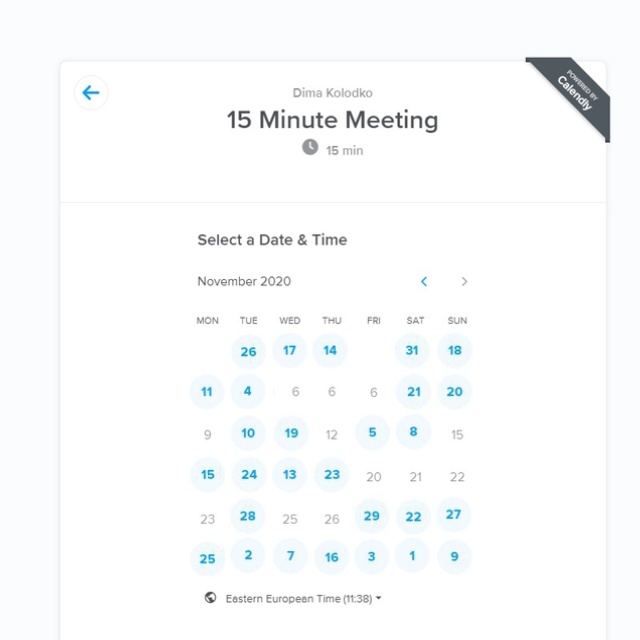 POWERED BY
Calendly
Dima Kolodko
15 Minute Meeting
15 min
Select a Date & Time
November 2020
MON TUE WED THU FRI SAT SUN
26 17 14 31 18
11 4 6 6 6 21 20
9 10 19 12 5 8 15
15 24 13 23 20 21 22
23 28 25 26 29 22 27
25 2 7 16 3 1 9
Eastern European Time (11:38)